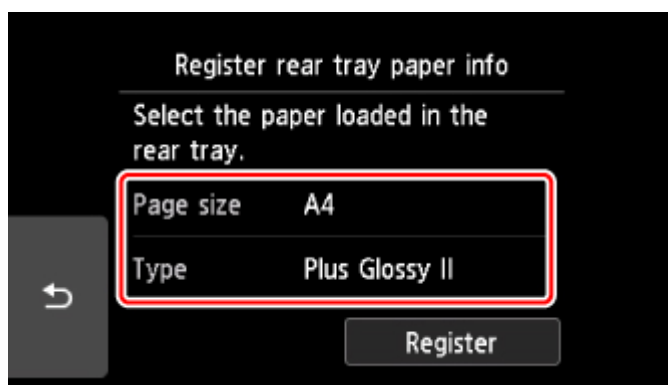 Register rear tray paper info
Select the paper loaded in the
rear tray.
Page size A4
Type Plus Glossy II
Register